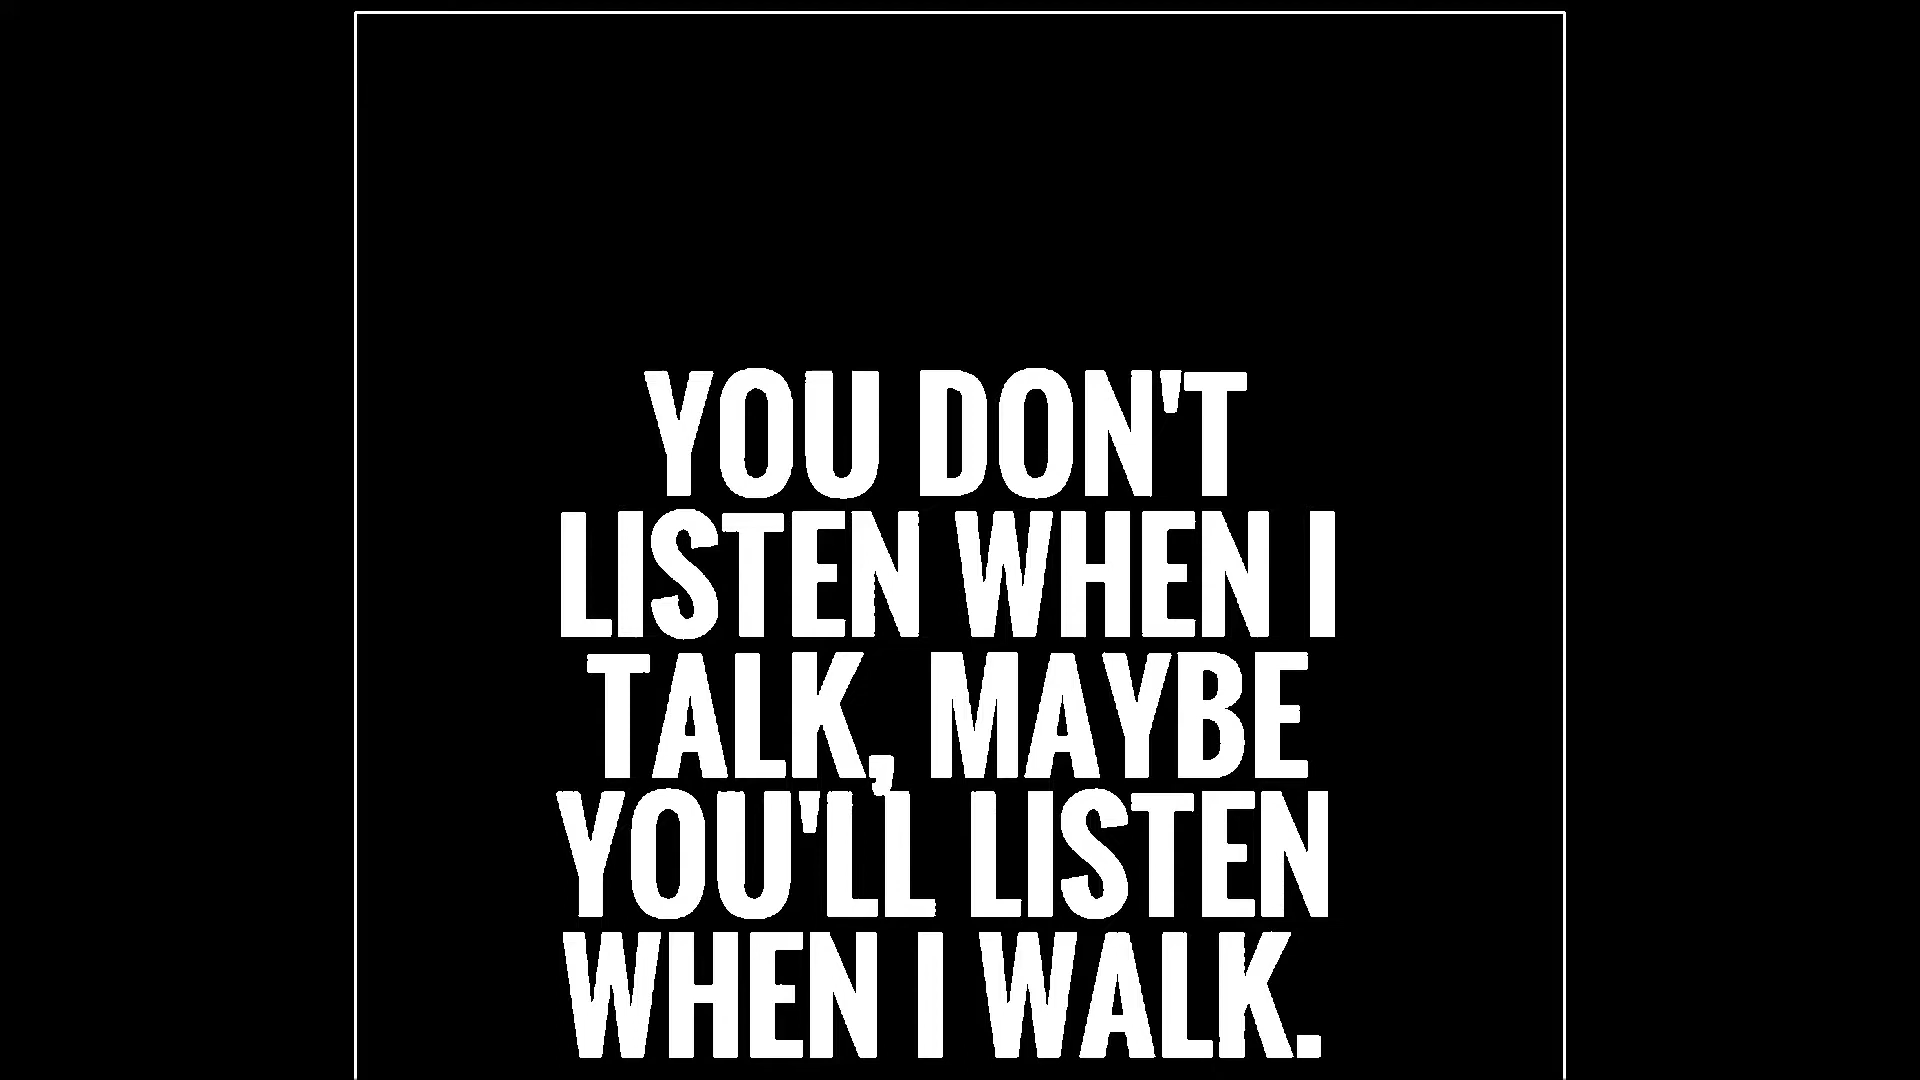 YOU DON'T
LISTEN WHEN I
TALK, MAYBE
YOU'LL LISTEN
WHEN I WALK.